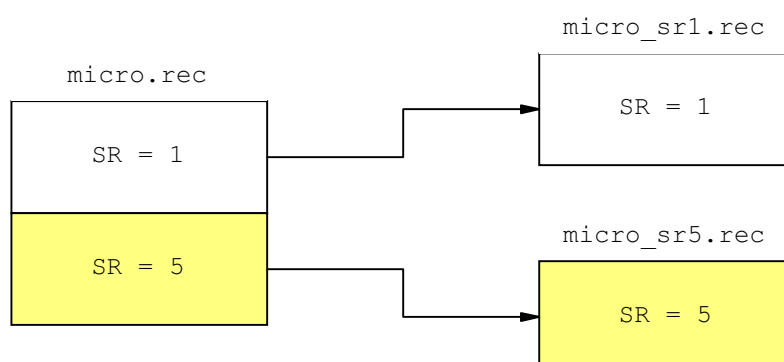 micro.rec
SR = 1
SR = 5
micro_sr1.rec
SR = 1
micro_sr5.rec
SR = 5